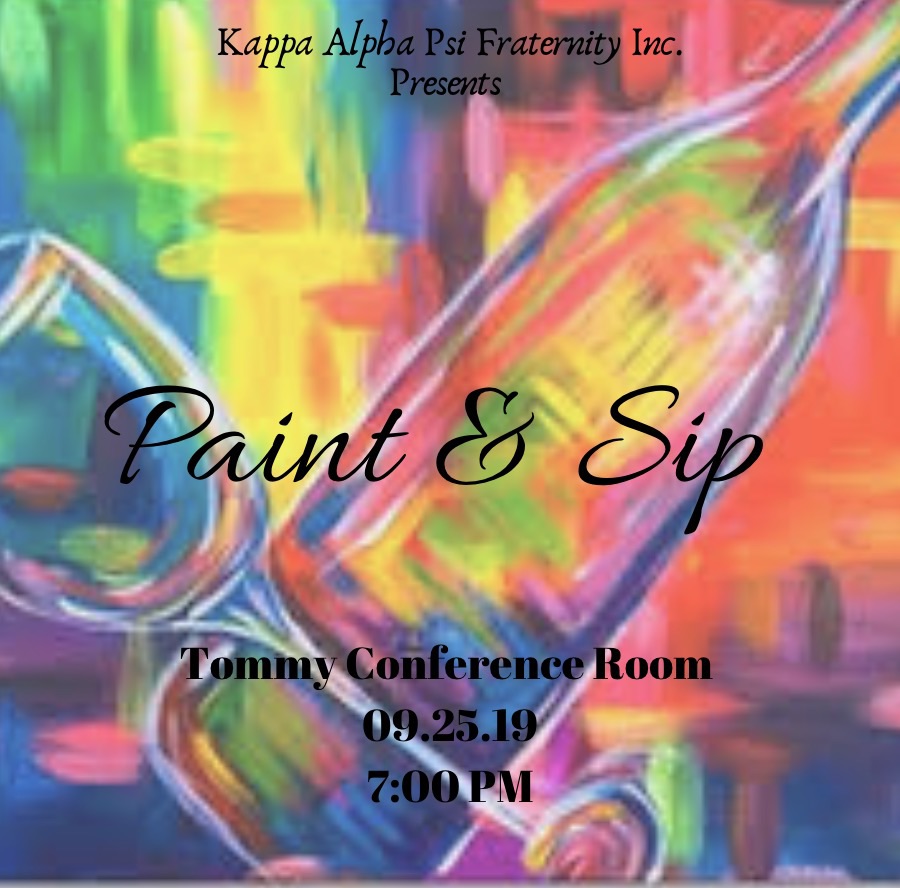 Kappa Alpha Psi Fraternity Inc.
Presents
Paint & Sip
Tommy Conference Room
09.25.19
7:00 PM